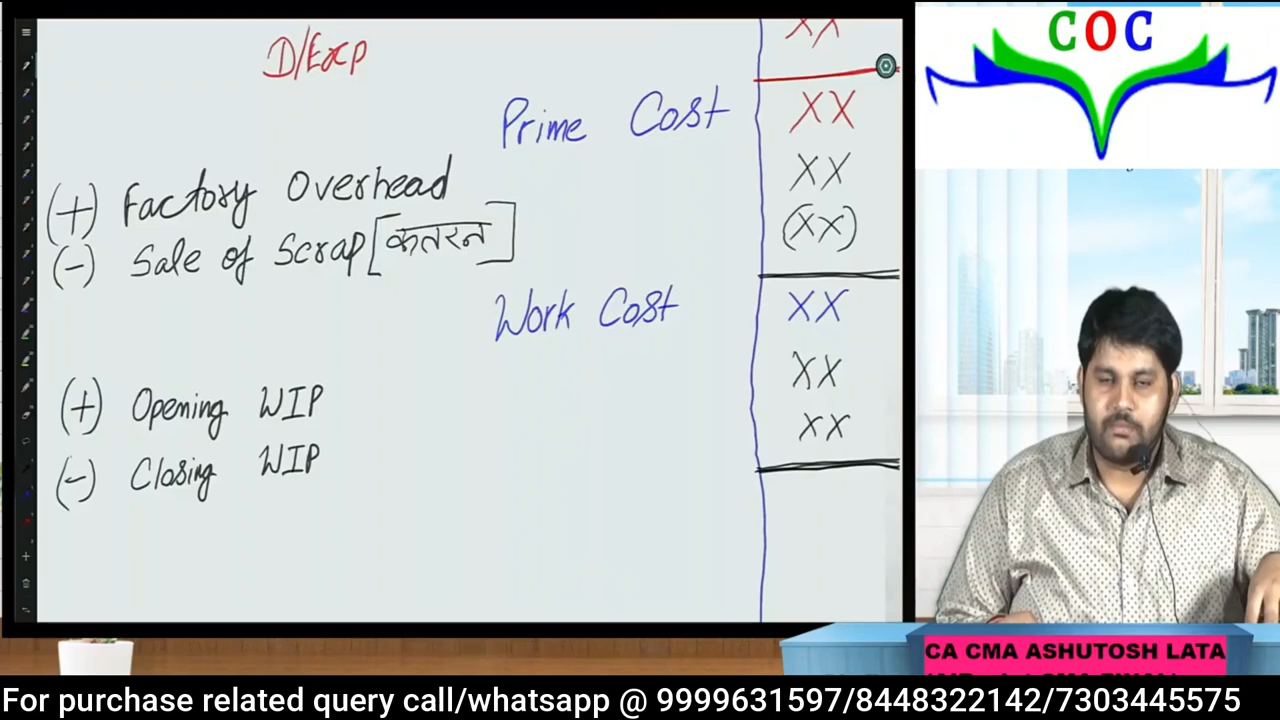 D/Exp
XX
Prime Cost XX
(+) Factory Overhead XX
(-) Sale of Scrap [कतरन] (XX)
Work Cost XX
(+) Opening WIP XX
(-) Closing WIP XX
COC
CA CMA ASHUTOSH LATA
For purchase related query call/whatsapp @ 9999631597/8448322142/7303445575